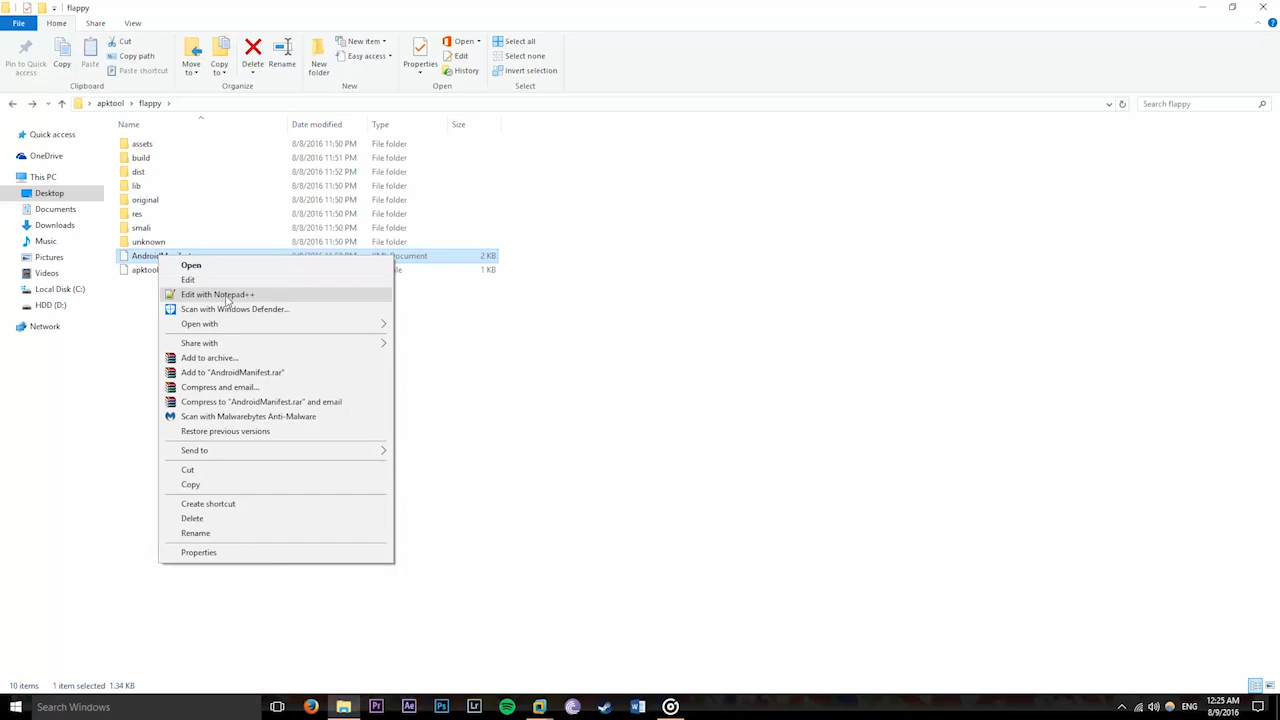 flappy
File Home Share View
Pin to Quick access
Copy
Paste
Cut
Copy path
Paste shortcut
Clipboard
Move to
Copy to
Delete
Rename
Organize
New folder
New item
Easy access
New
Properties
Open
Edit
History
Open
Select all
Select none
Invert selection
Select
apktool flappy
Search flappy
Name Date modified Type Size
Quick access
OneDrive
This PC
Desktop
Documents
Downloads
Music
Pictures
Videos
Local Disk (C:)
HDD (D:)
Network
assets 8/8/2016 11:50 PM File folder
build 8/8/2016 11:51 PM File folder
dist 8/8/2016 11:52 PM File folder
lib 8/8/2016 11:50 PM File folder
original 8/8/2016 11:50 PM File folder
res 8/8/2016 11:50 PM File folder
smali 8/8/2016 11:50 PM File folder
unknown 8/8/2016 11:50 PM File folder
2 KB
1 KB
Open
Edit
Edit with Notepad++
Scan with Windows Defender...
Open with
Share with
Add to archive...
Add to "AndroidManifest.rar"
Compress and email...
Compress to "AndroidManifest.rar" and email
Scan with Malwarebytes Anti-Malware
Restore previous versions
Send to
Cut
Copy
Create shortcut
Delete
Rename
Properties
10 items 1 item selected 1.34 KB
Search Windows
ENG
12:25 AM
8/9/2016